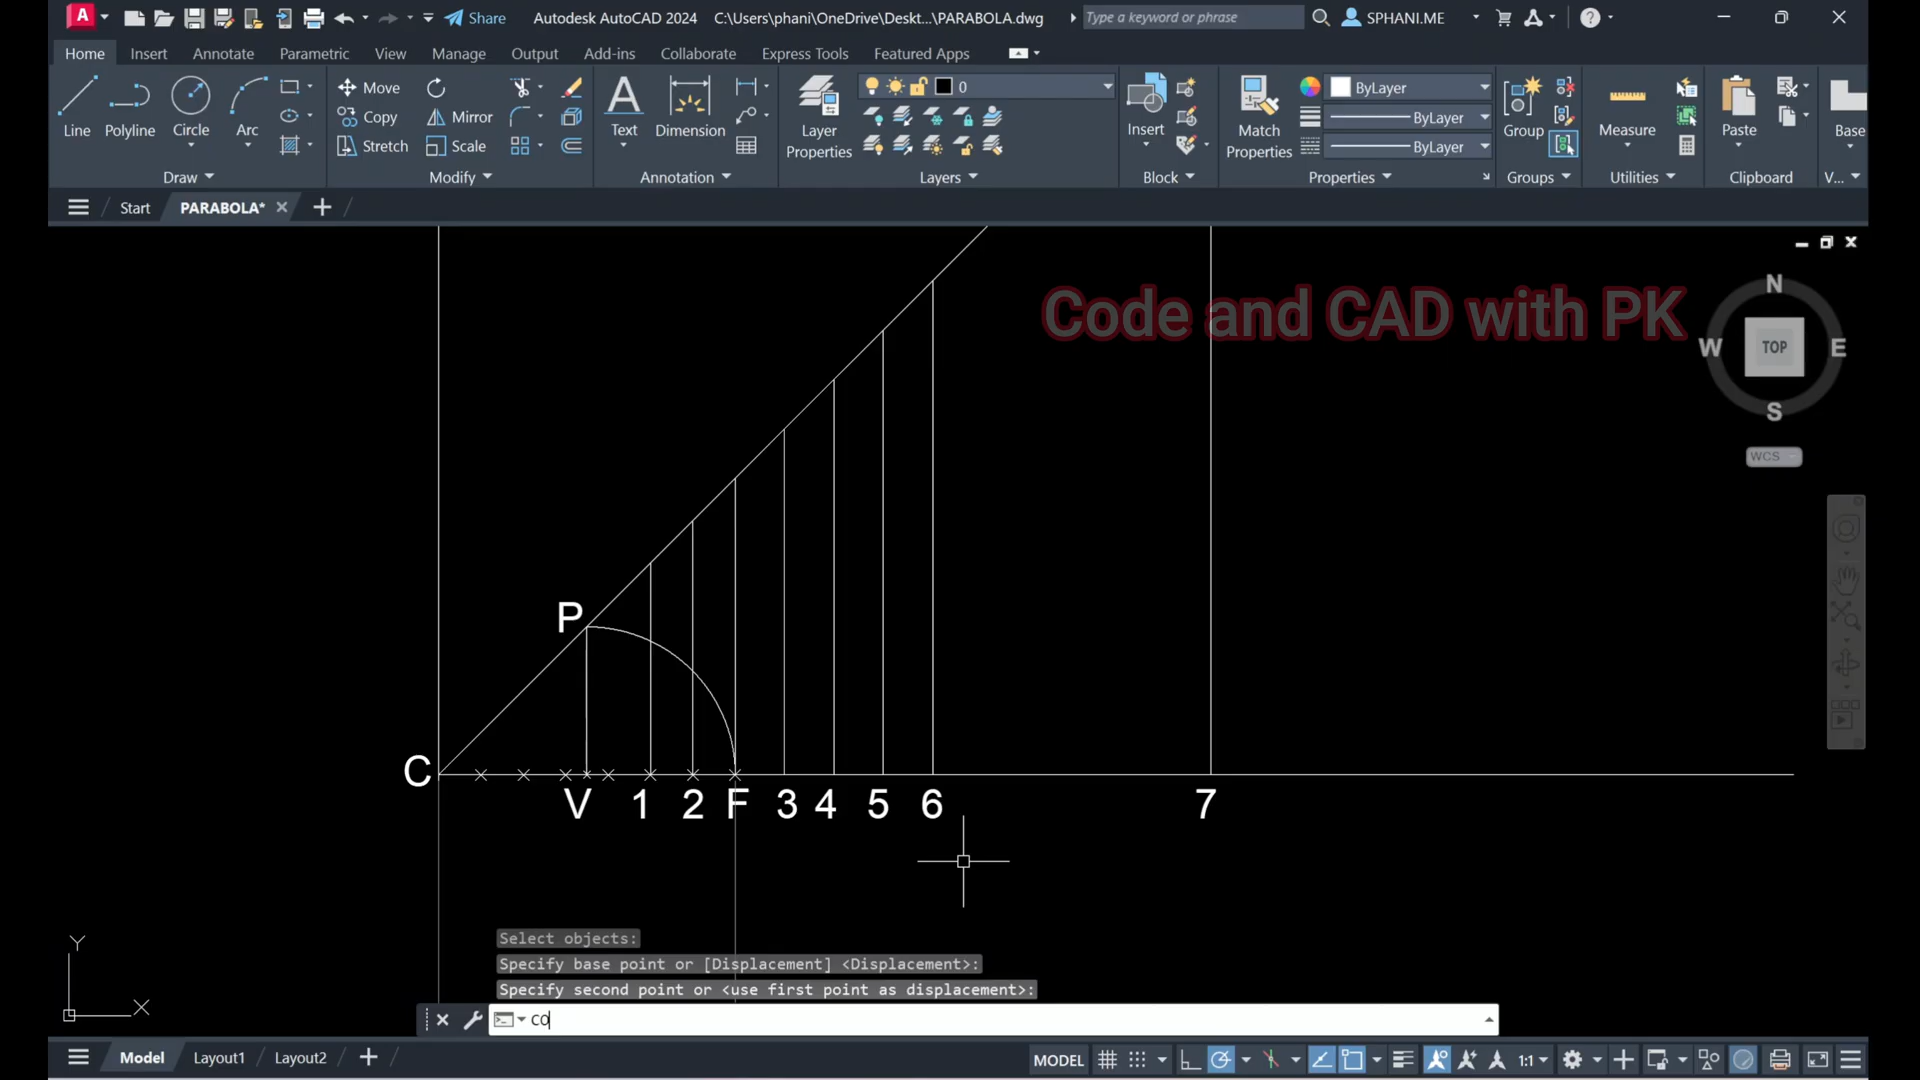 A Share Autodesk AutoCAD 2024 C:\Users\phani\OneDrive\Deskt...\PARABOLA.dwg Type a keyword or phrase SPHANI.ME
Home Insert Annotate Parametric View Manage Output Add-ins Collaborate Express Tools Featured Apps
Line Polyline Circle Arc
Draw
Move Copy Stretch
Mirror Scale
Modify
Text Dimension
Annotation
Layer Properties
0
Layers
Insert
Block
Match Properties
ByLayer
ByLayer
ByLayer
Properties
Group
Groups
Measure
Utilities
Paste
Clipboard
Base
V...
Start PARABOLA*
Code and CAD with PK
N
W TOP E
S
WCS
P
C
V 1 2 F 3 4 5 6 7
Y
X
Select objects:
Specify base point or [Displacement] <Displacement>:
Specify second point or <use first point as displacement>:
CO
Model Layout1 Layout2 MODEL 1:1